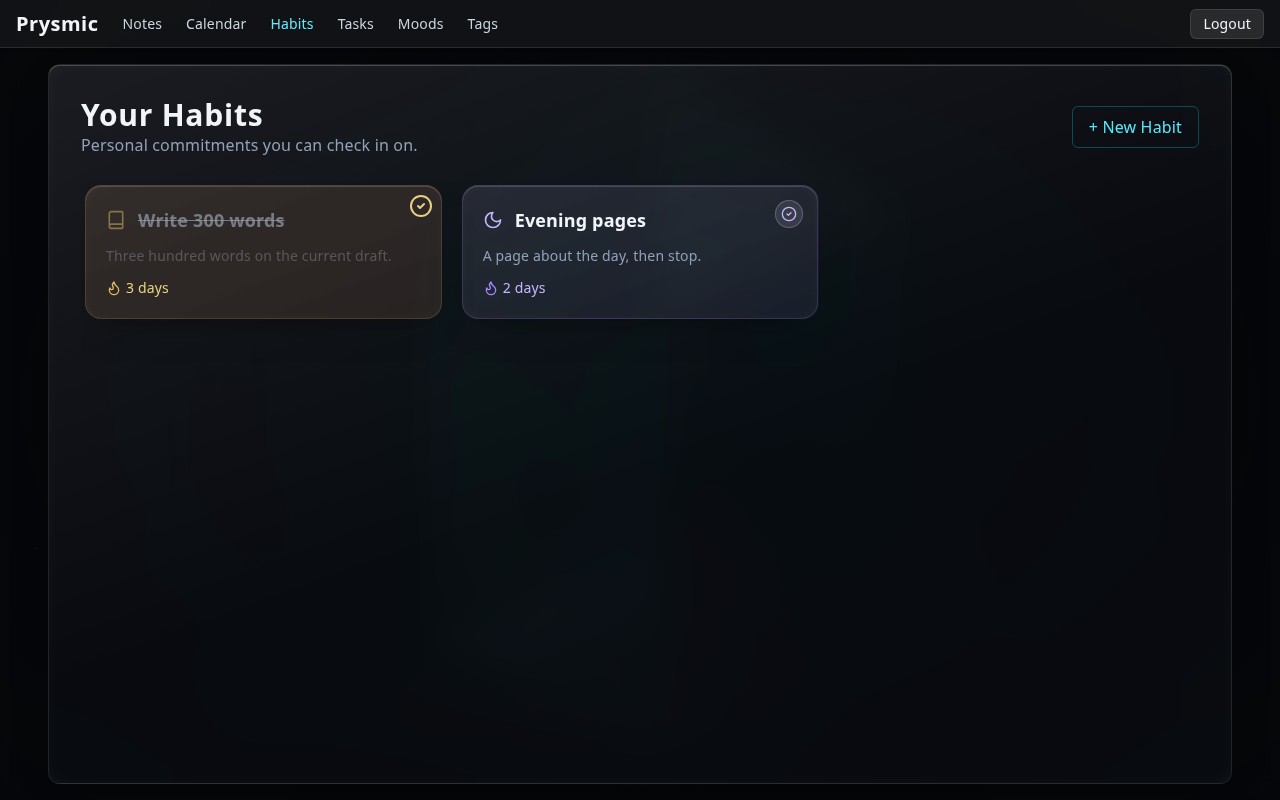 Prysmic Notes Calendar Habits Tasks Moods Tags Logout
Your Habits
Personal commitments you can check in on.
+ New Habit
Write 300 words
Three hundred words on the current draft.
3 days
Evening pages
A page about the day, then stop.
2 days